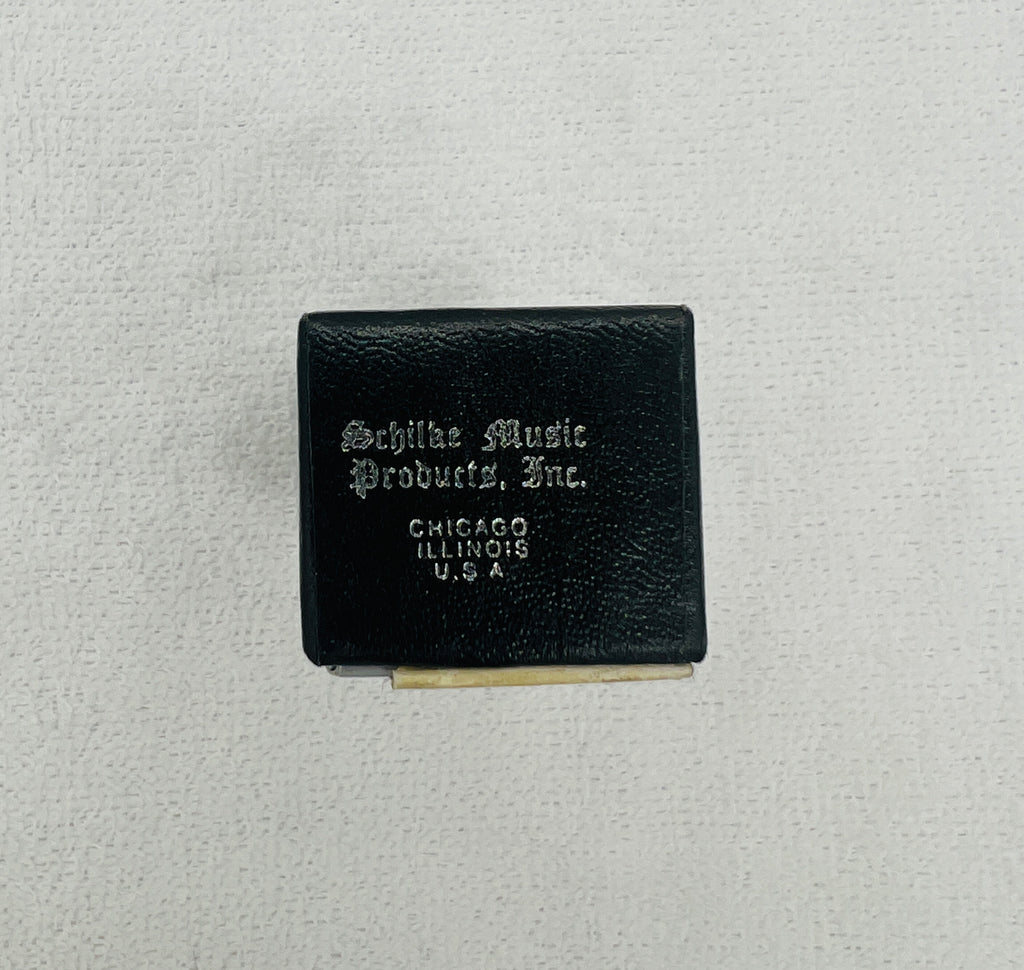 Schilke Music
Products, Inc.
CHICAGO
ILLINOIS
U.S A